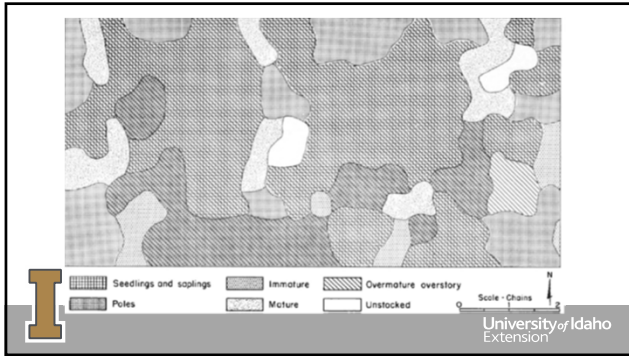 Seedlings and saplings
Immature
Overmature overstory
N
Poles
Mature
Unstocked
Scale - Chains
0 1 2
I
University of Idaho
Extension